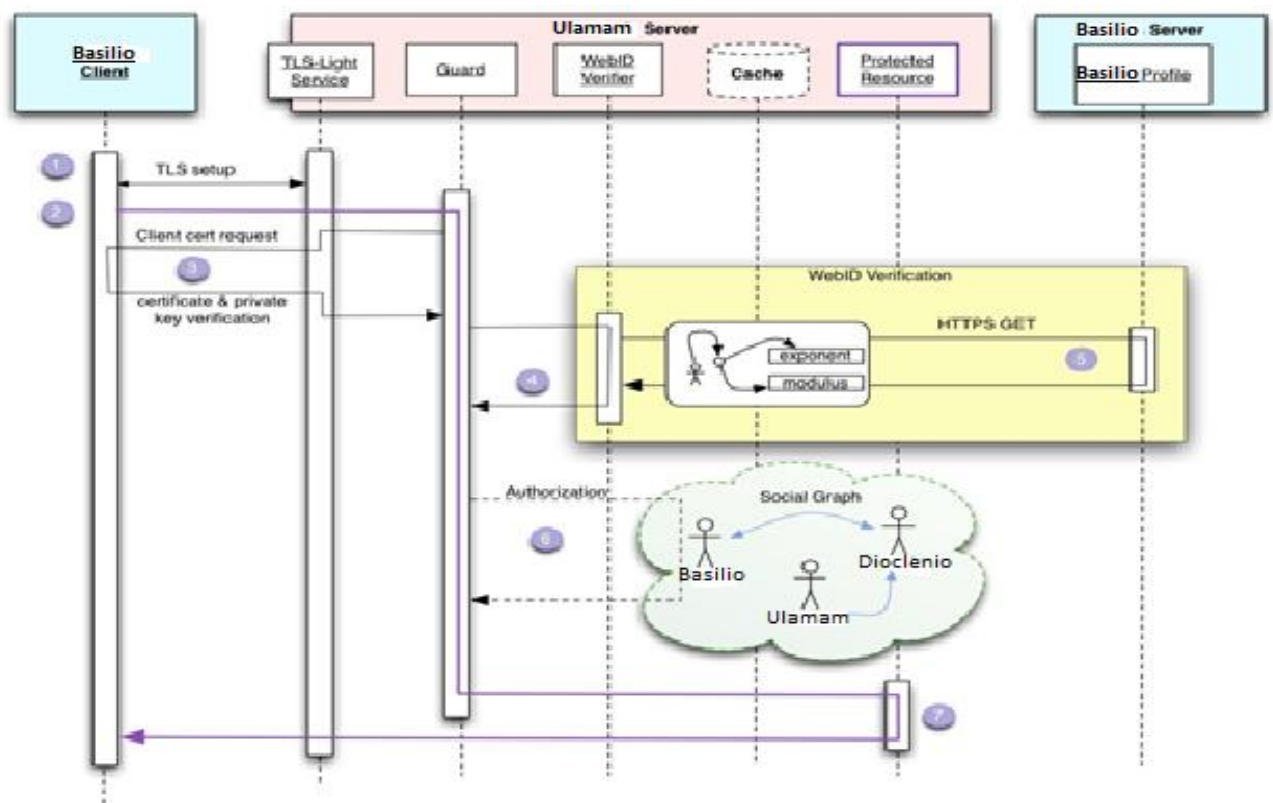 Basilio
Client
Ulamam Server
TLS-Light
Service
Guard
WebID
Verifier
Cache
Protected
Resource
Basilio Server
Basilio Profile
1
TLS setup
2
Client cert request
3
certificate & private
key verification
WebID Verification
HTTPS GET
exponent
modulus
4
5
Authorization
Social Graph
6
Basilio
Dioclenio
Ulamam
7